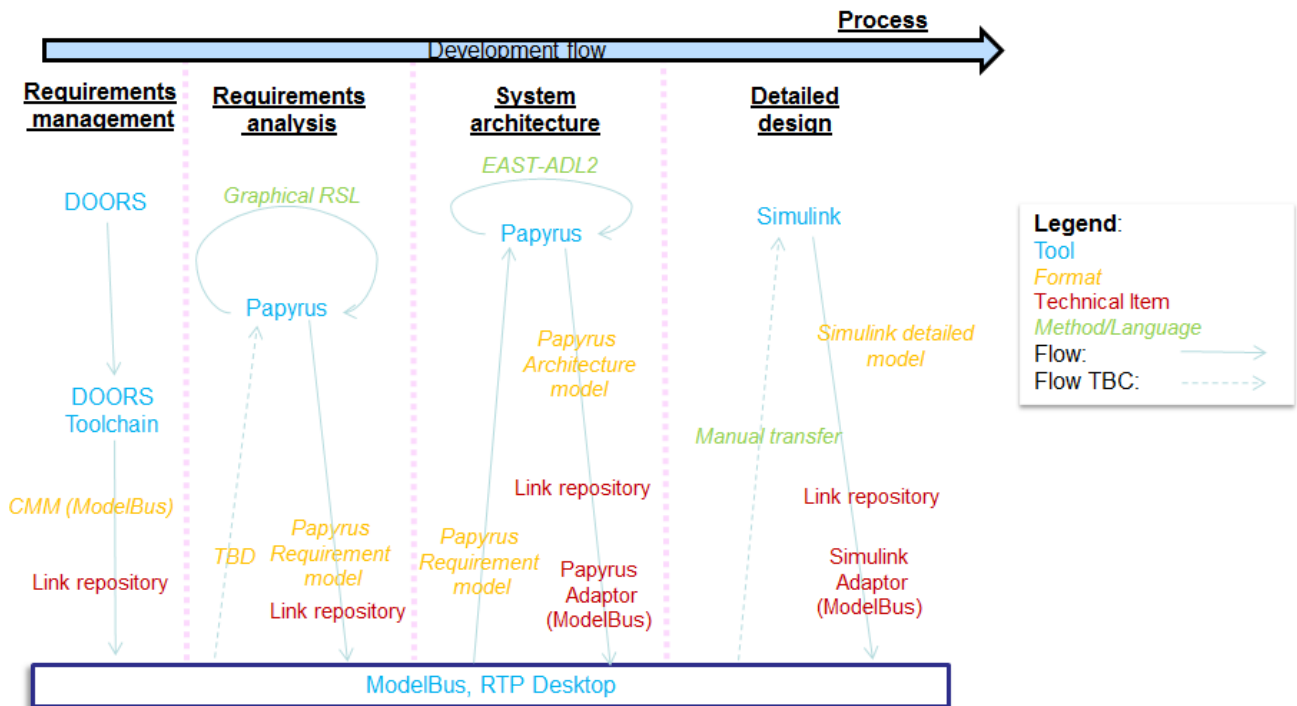 Process
Development flow
Requirements
management
Requirements
analysis
System
architecture
Detailed
design
EAST-ADL2
Graphical RSL
DOORS
Papyrus
Simulink
Papyrus
DOORS
Toolchain
CMM (ModelBus)
Link repository
TBD
Papyrus
Requirement
model
Link repository
Papyrus
Architecture
model
Link repository
Papyrus
Requirement
model
Papyrus
Adaptor
(ModelBus)
Simulink detailed
model
Manual transfer
Link repository
Simulink
Adaptor
(ModelBus)
ModelBus, RTP Desktop
Legend:
Tool
Format
Technical Item
Method/Language
Flow:
Flow TBC: